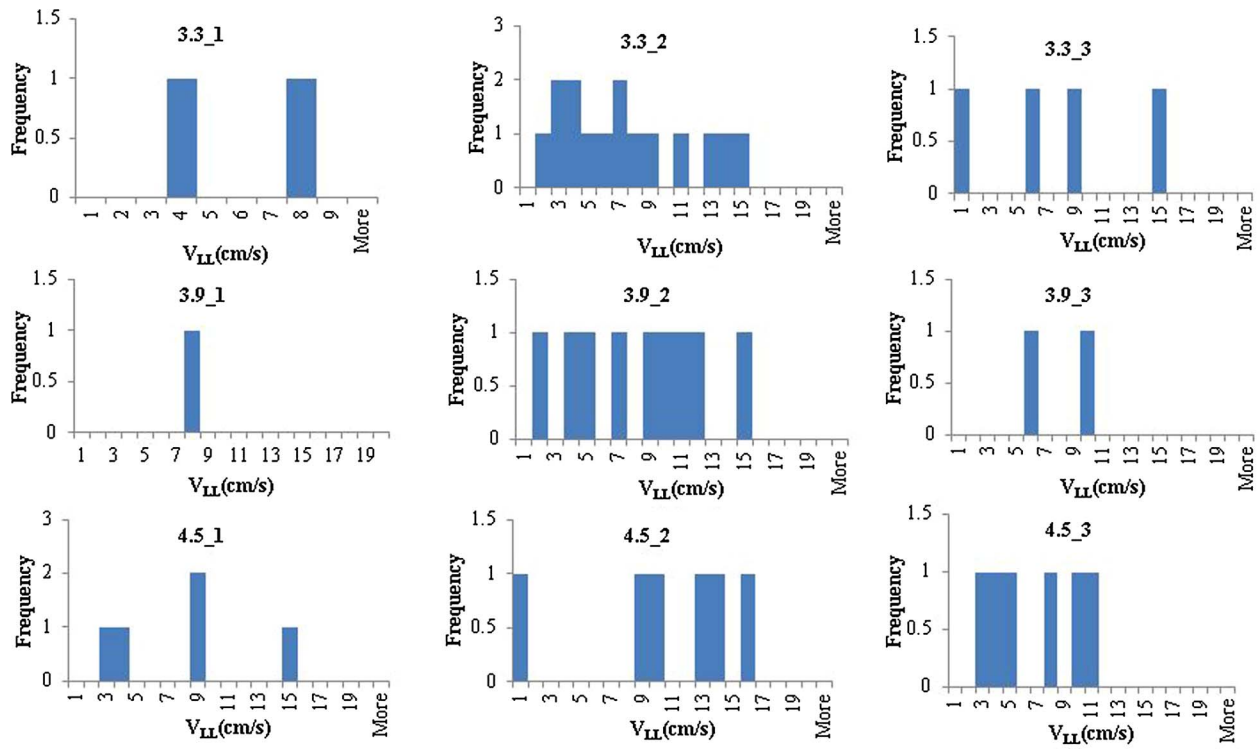 3.3_1
1.5
1
0.5
0
Frequency
1 2 3 4 5 6 7 8 9 More
V_LL(cm/s)
3.3_2
3
2
1
0
Frequency
1 3 5 7 9 11 13 15 17 19 More
V_LL(cm/s)
3.3_3
1.5
1
0.5
0
Frequency
1 3 5 7 9 11 13 15 17 19 More
V_LL(cm/s)
3.9_1
1.5
1
0.5
0
Frequency
1 3 5 7 9 11 13 15 17 19
V_LL(cm/s)
3.9_2
1.5
1
0.5
0
Frequency
1 3 5 7 9 11 13 15 17 19 More
V_LL(cm/s)
3.9_3
1.5
1
0.5
0
Frequency
1 3 5 7 9 11 13 15 17 19 More
V_LL(cm/s)
4.5_1
3
2
1
0
Frequency
1 3 5 7 9 11 13 15 17 19 More
V_LL(cm/s)
4.5_2
1.5
1
0.5
0
Frequency
1 3 5 7 9 11 13 15 17 19 More
V_LL(cm/s)
4.5_3
1.5
1
0.5
0
Frequency
1 3 5 7 9 11 13 15 17 19 More
V_LL(cm/s)